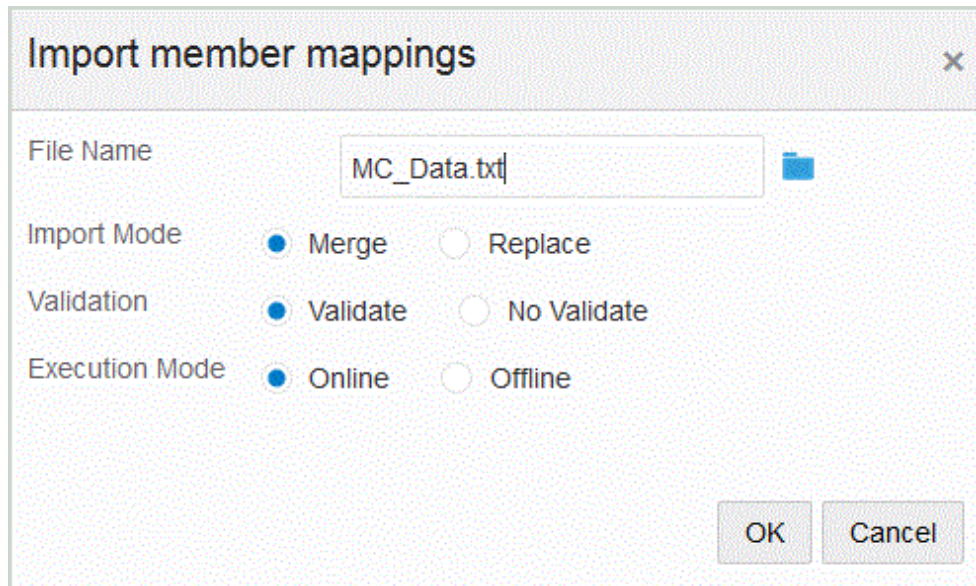 Import member mappings
File Name MC_Data.txt
Import Mode Merge Replace
Validation Validate No Validate
Execution Mode Online Offline
OK Cancel